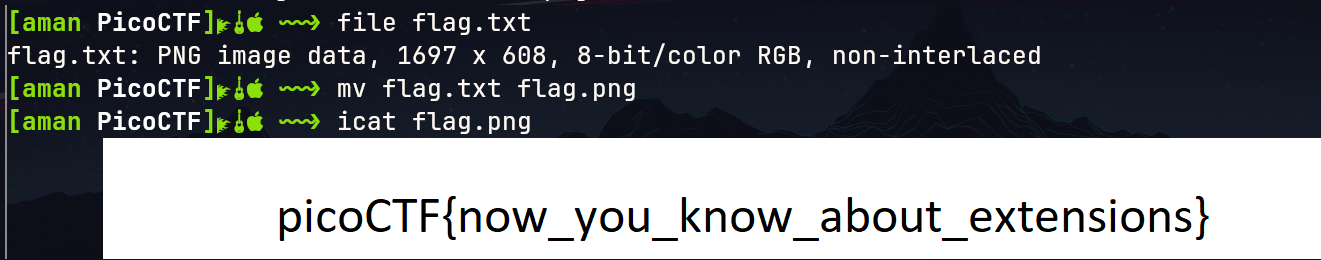 [aman PicoCTF] file flag.txt
flag.txt: PNG image data, 1697 x 608, 8-bit/color RGB, non-interlaced
[aman PicoCTF] mv flag.txt flag.png
[aman PicoCTF] icat flag.png
picoCTF{now_you_know_about_extensions}